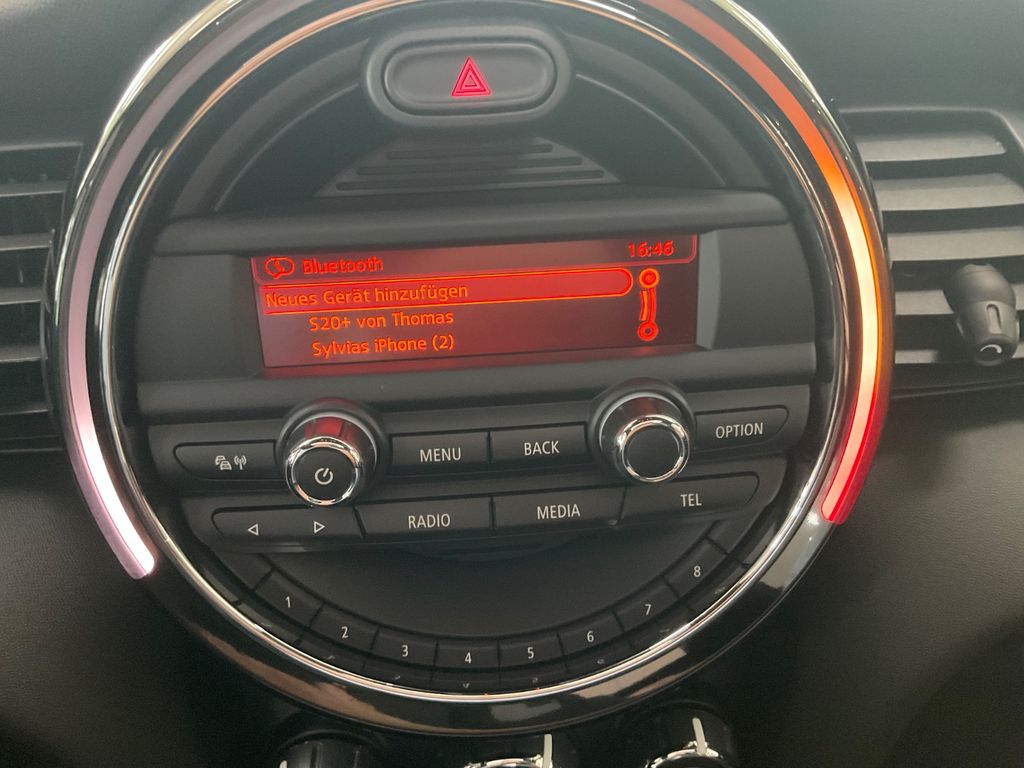 Bluetooth 16:46
Neues Gerät hinzufügen
S20+ von Thomas
Sylvias iPhone (2)
MENU BACK OPTION
RADIO MEDIA TEL
1 2 3 4 5 6 7 8